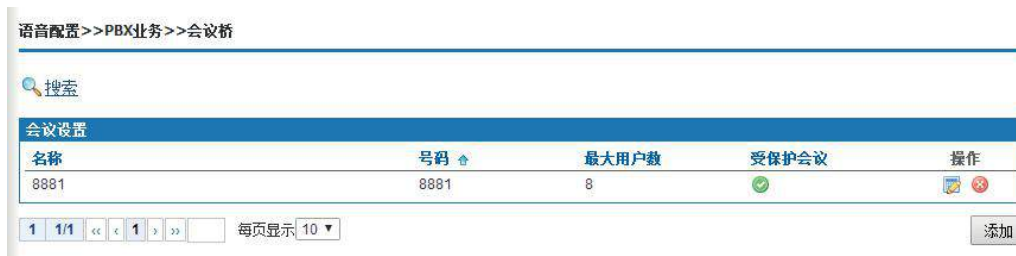 语音配置>>PBX业务>>会议桥
搜索
会议设置
名称 号码 最大用户数 受保护会议 操作
8881 8881 8
1 1/1 << < 1 > >> 每页显示 10 添加